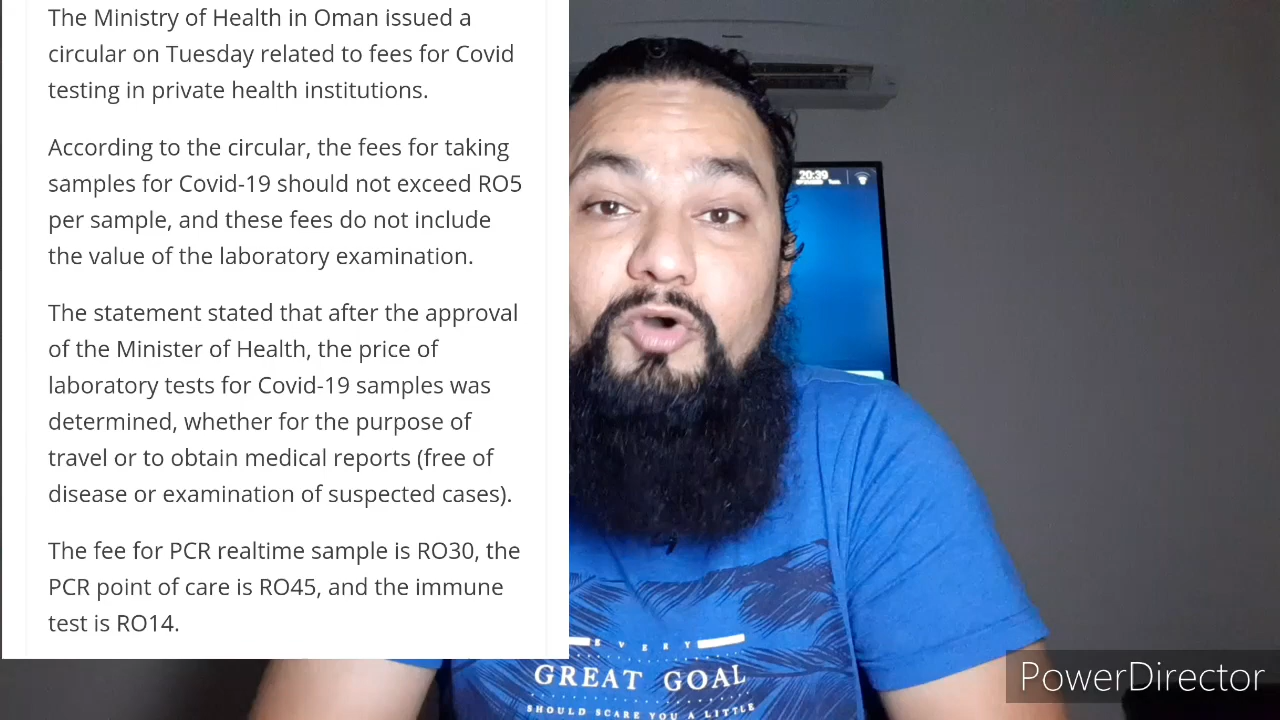 The Ministry of Health in Oman issued a
circular on Tuesday related to fees for Covid
testing in private health institutions.
According to the circular, the fees for taking
samples for Covid-19 should not exceed RO5
per sample, and these fees do not include
the value of the laboratory examination.
The statement stated that after the approval
of the Minister of Health, the price of
laboratory tests for Covid-19 samples was
determined, whether for the purpose of
travel or to obtain medical reports (free of
disease or examination of suspected cases).
The fee for PCR realtime sample is RO30, the
PCR point of care is RO45, and the immune
test is RO14.
20:39
EVERY
GREAT GOAL
SHOULD SCARE YOU A LITTLE
PowerDirector